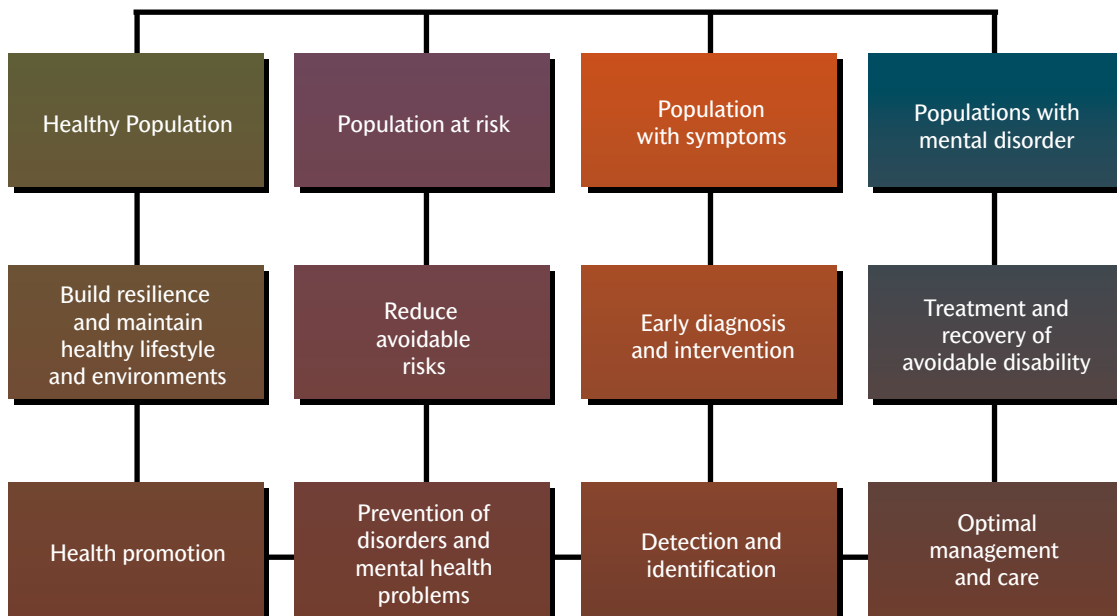 Healthy Population
Population at risk
Population
with symptoms
Populations with
mental disorder
Build resilience
and maintain
healthy lifestyle
and environments
Reduce
avoidable
risks
Early diagnosis
and intervention
Treatment and
recovery of
avoidable disability
Health promotion
Prevention of
disorders and
mental health
problems
Detection and
identification
Optimal
management
and care